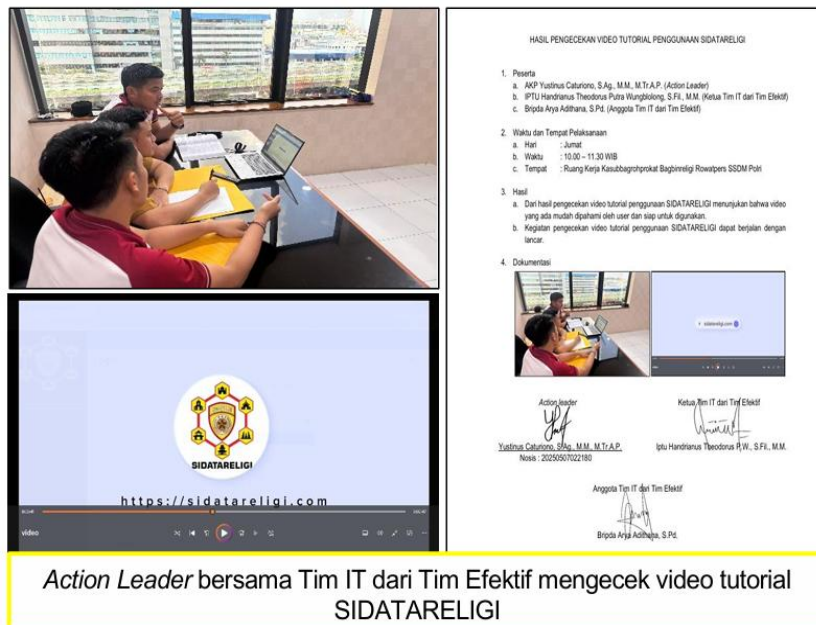 SIDATARELIGI
https://sidatareligi.com
video
HASIL PENGECEKAN VIDEO TUTORIAL PENGGUNAAN SIDATARELIGI
1. Peserta
a. AKP Yustinus Caturiono, S.Ag., M.M., M.Tr.A.P. (Action Leader)
b. IPTU Handrianus Theodorus Putra Wungblolong, S.Fil., M.M. (Ketua Tim IT dari Tim Efektif)
c. Bripda Arya Adithana, S.Pd. (Anggota Tim IT dari Tim Efektif)
2. Waktu dan Tempat Pelaksanaan
a. Hari : Jumat
b. Waktu : 10.00 – 11.30 WIB
c. Tempat : Ruang Kerja Kasubbagrohprokat Bagbinreligi Rowatpers SSDM Polri
3. Hasil
a. Dari hasil pengecekan video tutorial penggunaan SIDATARELIGI menunjukan bahwa video
yang ada mudah dipahami oleh user dan siap untuk digunakan.
b. Kegiatan pengecekan video tutorial penggunaan SIDATARELIGI dapat berjalan dengan
lancar.
4. Dokumentasi
sidatareligi.com
Action leader
Yustinus Caturiono, S.Ag., M.M., M.Tr.A.P.
Nosis : 20250507022180
Ketua Tim IT dari Tim Efektif
Iptu Handrianus Theodorus P.W., S.Fil., M.M.
Anggota Tim IT dari Tim Efektif
Bripda Arya Adithana, S.Pd.
Action Leader bersama Tim IT dari Tim Efektif mengecek video tutorial
SIDATARELIGI